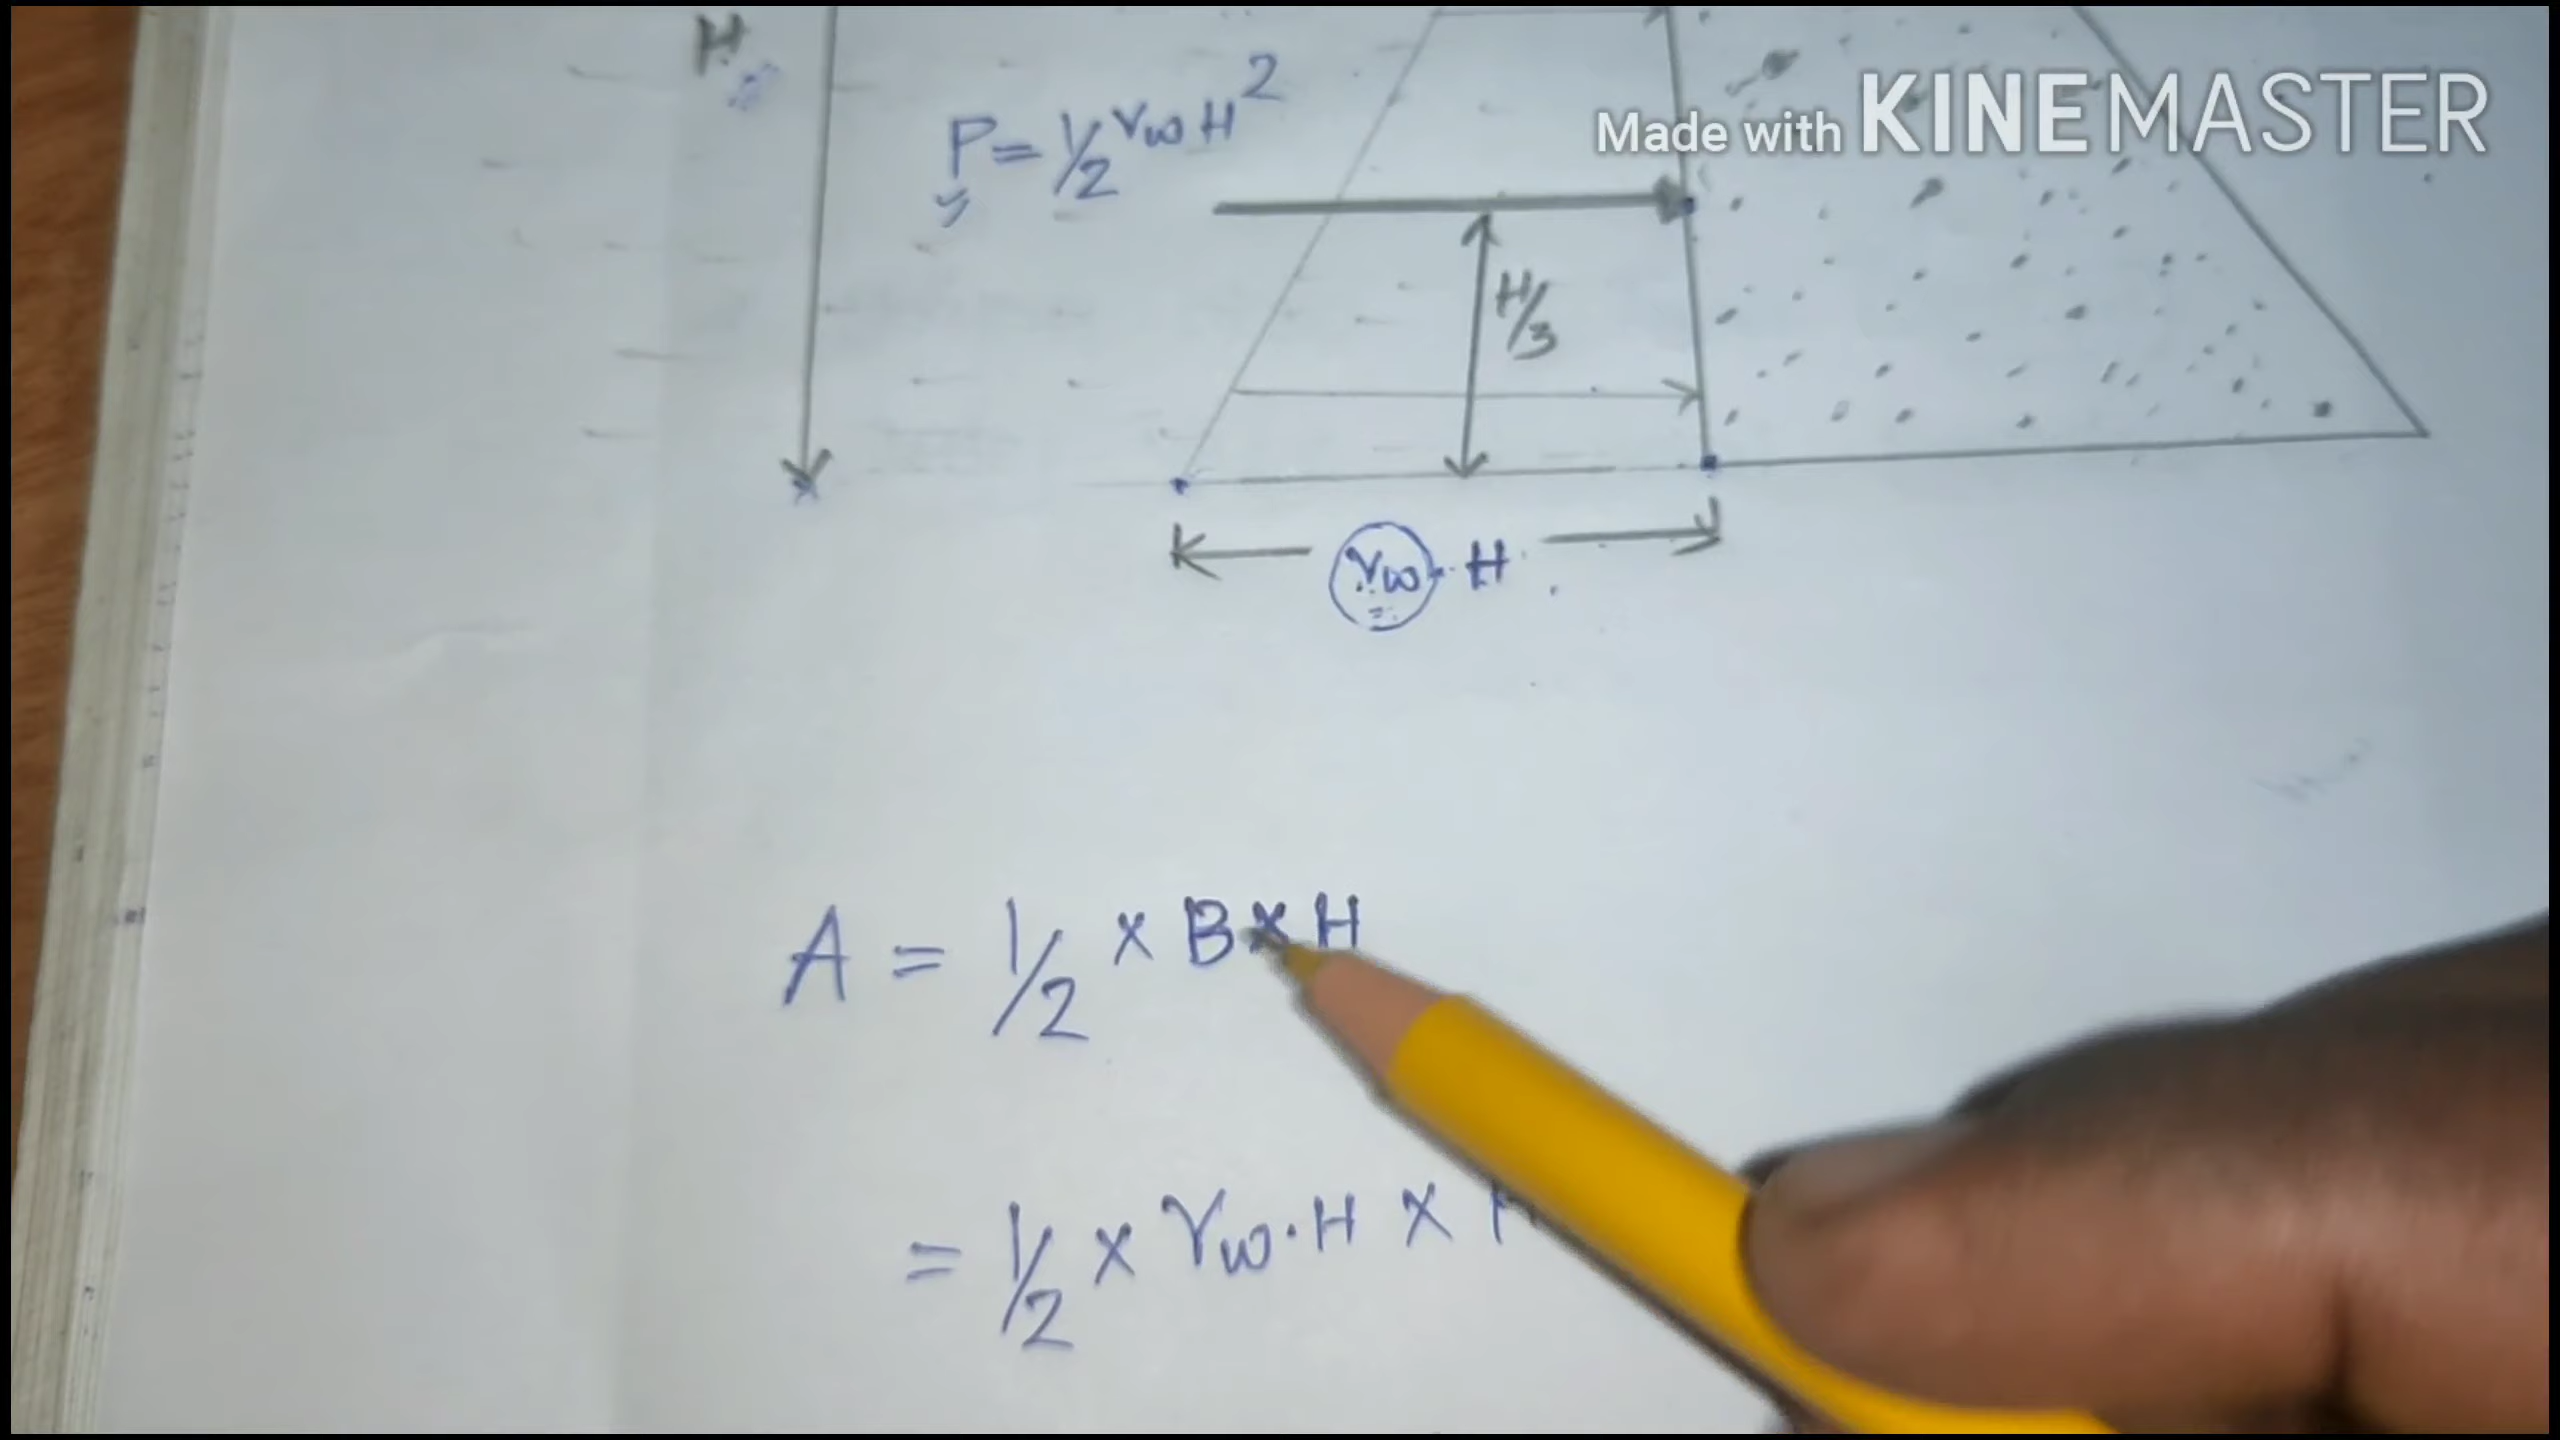 H
Made with KINEMASTER
P = 1/2 γw H²
H/3
γw · H
A = 1/2 × B × H
= 1/2 × γw · H × H